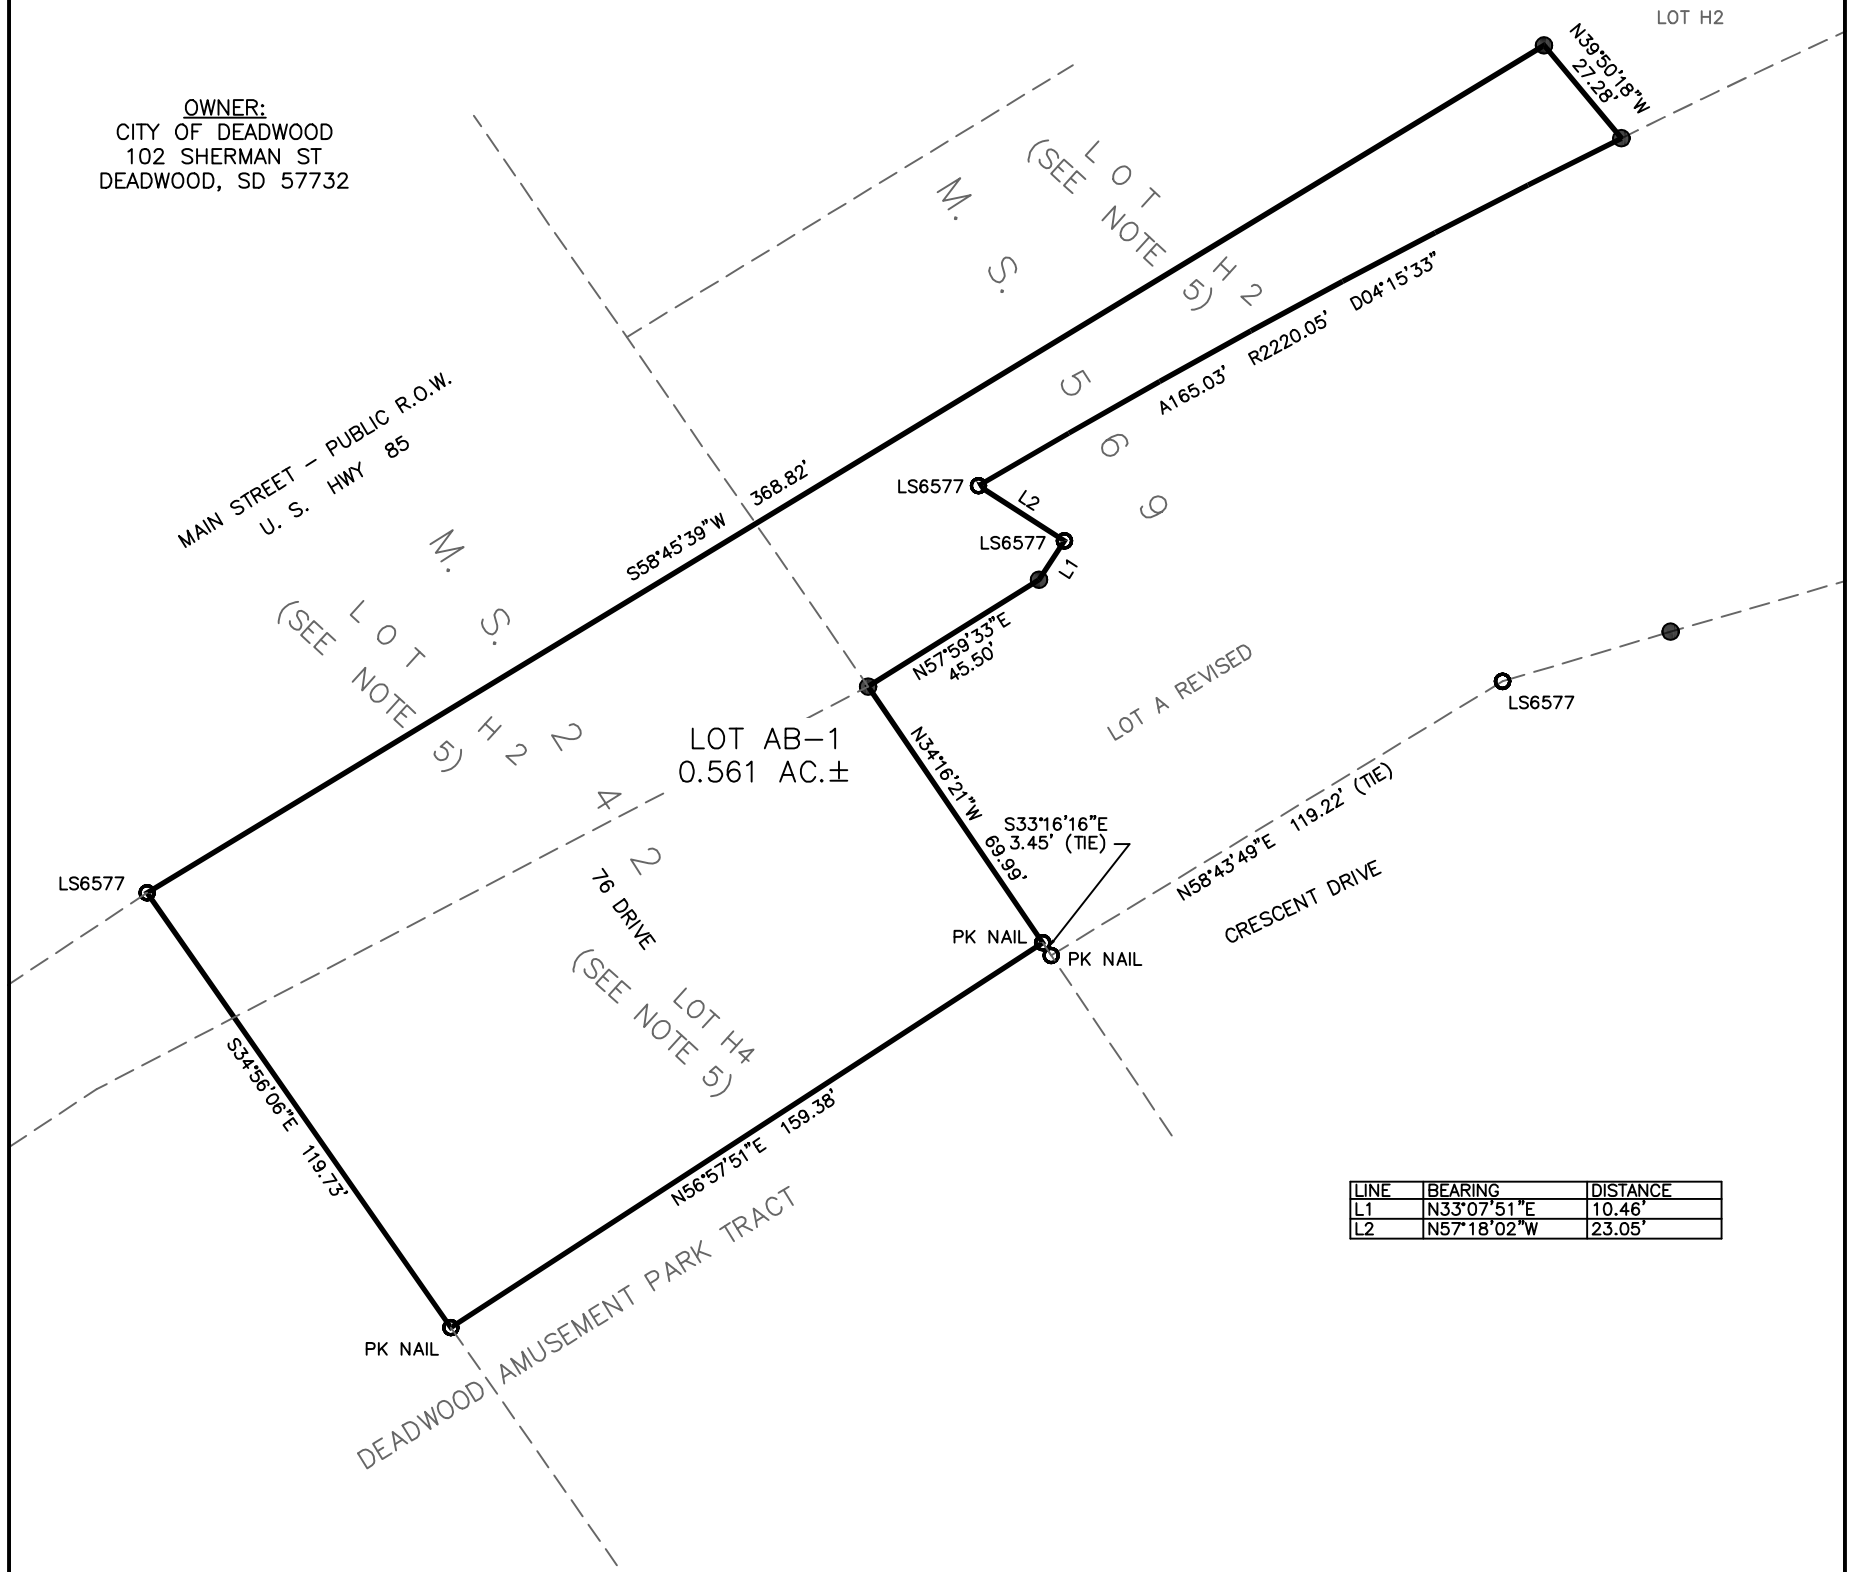 LOT H2
N39°50'18"W
27.28'
OWNER:
CITY OF DEADWOOD
102 SHERMAN ST
DEADWOOD, SD 57732
LOT H2
(SEE NOTE 5)
M. S. 5569
D04°15'33"
R2220.05'
A165.03'
MAIN STREET - PUBLIC R.O.W.
U. S. HWY 85
S58°45'39"W 368.82'
LS6577
L2
LS6577
L1
M. S. 2242
LOT H2
(SEE NOTE 5)
N57°59'33"E
45.50'
LOT A REVISED
LS6577
LOT AB-1
0.561 AC.±
N34°16'21"W 69.99'
S33°16'16"E
3.45' (TIE)
N58°43'49"E 119.22' (TIE)
CRESCENT DRIVE
LS6577
76 DRIVE
PK NAIL
PK NAIL
LOT H4
(SEE NOTE 5)
S34°56'06"E 119.73'
N56°57'51"E 159.38'
PK NAIL
DEADWOOD AMUSEMENT PARK TRACT
LINE BEARING DISTANCE
L1 N33°07'51"E 10.46'
L2 N57°18'02"W 23.05'